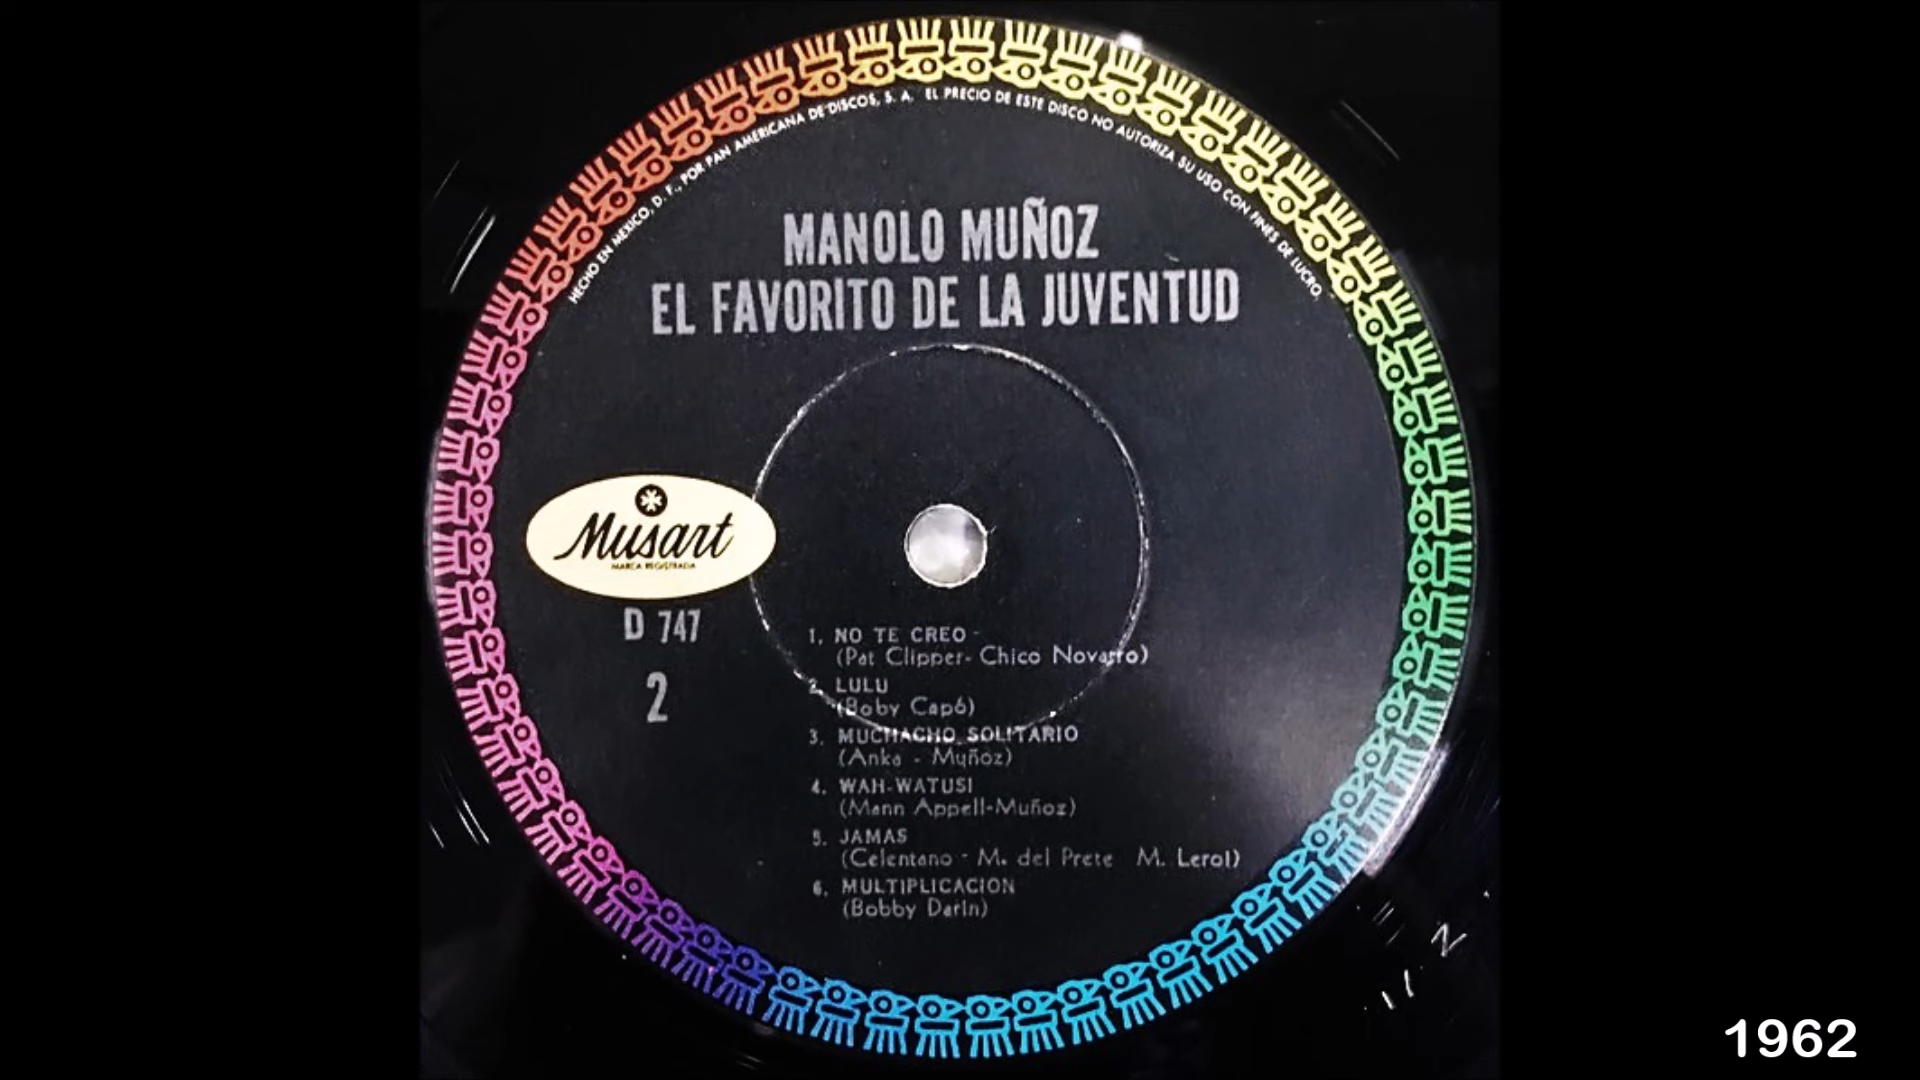 HECHO EN MEXICO, D. F., POR PAN AMERICANA DE DISCOS, S. A. EL PRECIO DE ESTE DISCO NO AUTORIZA SU USO CON FINES DE LUCRO.
MANOLO MUÑOZ
EL FAVORITO DE LA JUVENTUD
Musart
MARCA REGISTRADA
D 747
2
1. NO TE CREO -
(Pat Clipper- Chico Novarro)
2. LULU
(Boby Capó)
3. MUCHACHO SOLITARIO
(Anka - Muñoz)
4. WAH-WATUSI
(Mann Appell-Muñoz)
5. JAMAS
(Celentano - M. del Prete M. Lerol)
6. MULTIPLICACION
(Bobby Darin)
1962